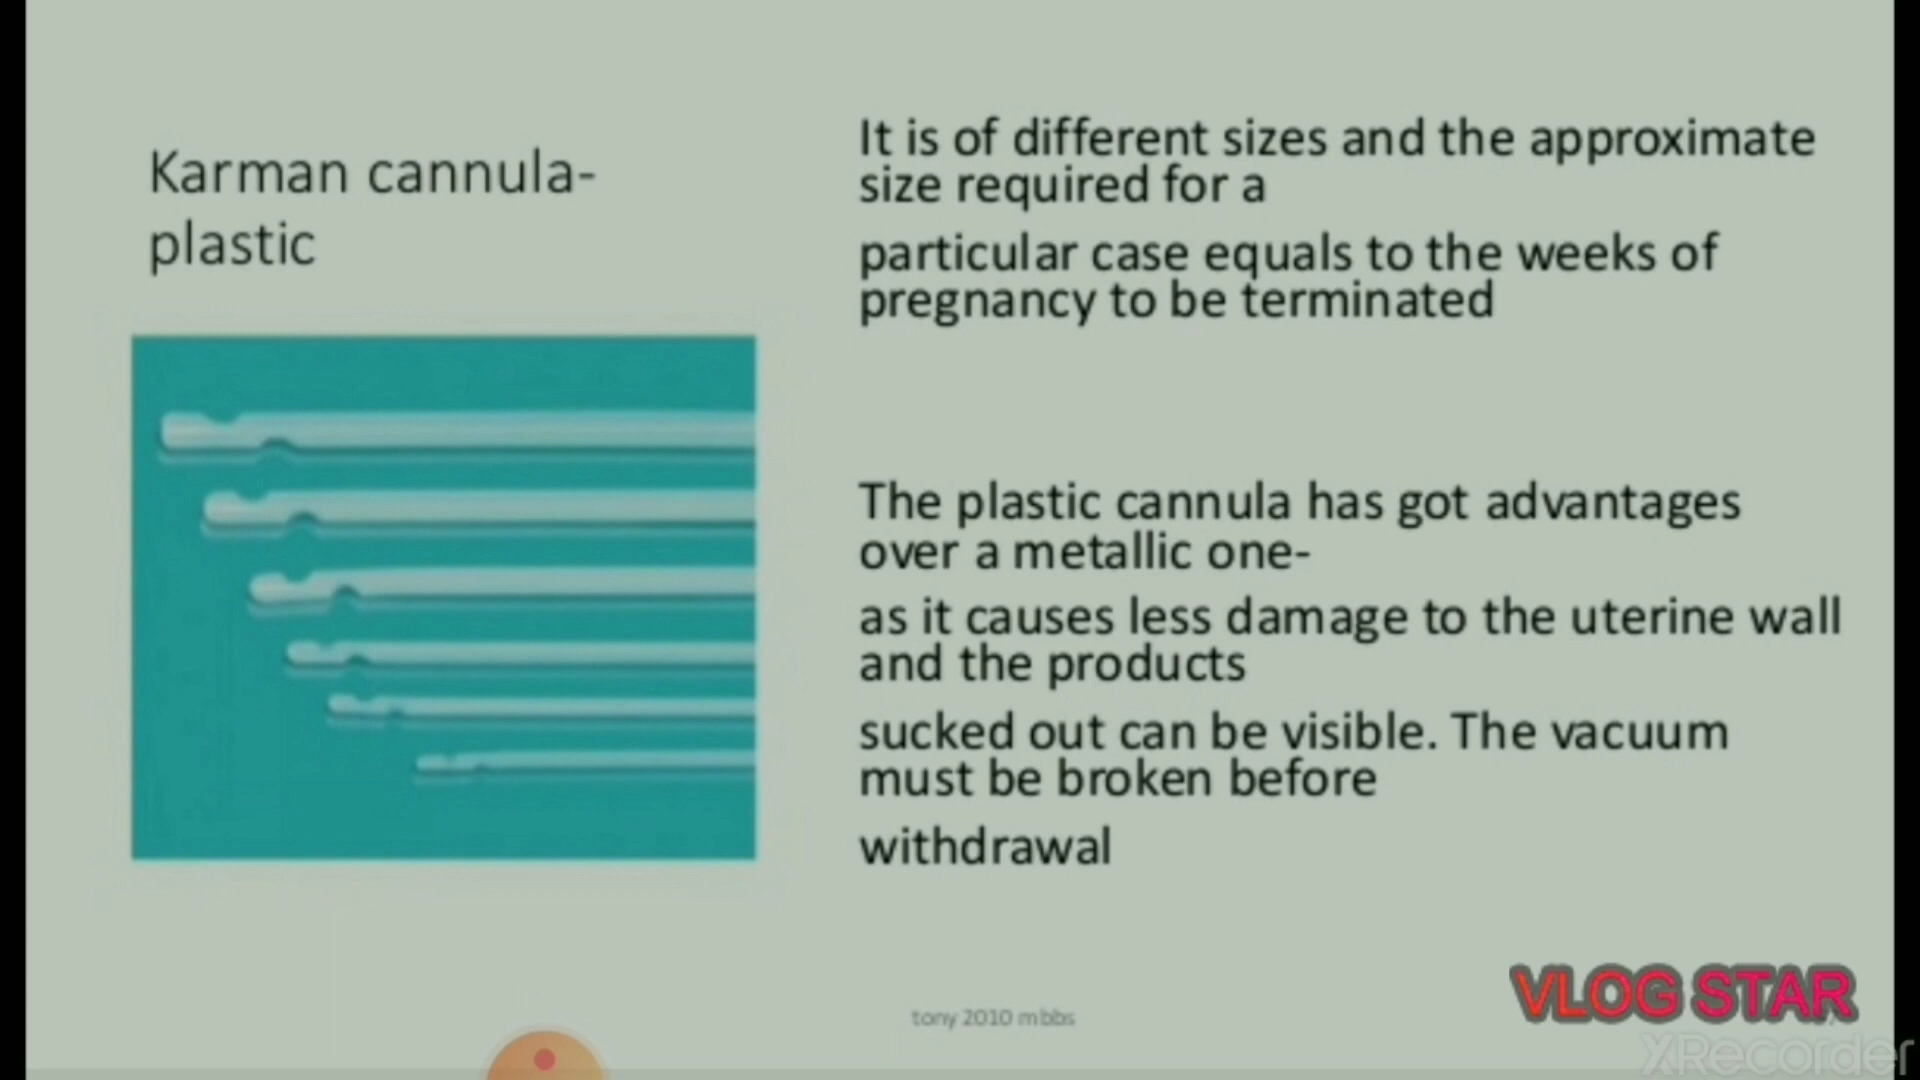 Karman cannula-
plastic
It is of different sizes and the approximate
size required for a
particular case equals to the weeks of
pregnancy to be terminated
The plastic cannula has got advantages
over a metallic one-
as it causes less damage to the uterine wall
and the products
sucked out can be visible. The vacuum
must be broken before
withdrawal
tony 2010 mbbs
VLOG STAR
XRecorder